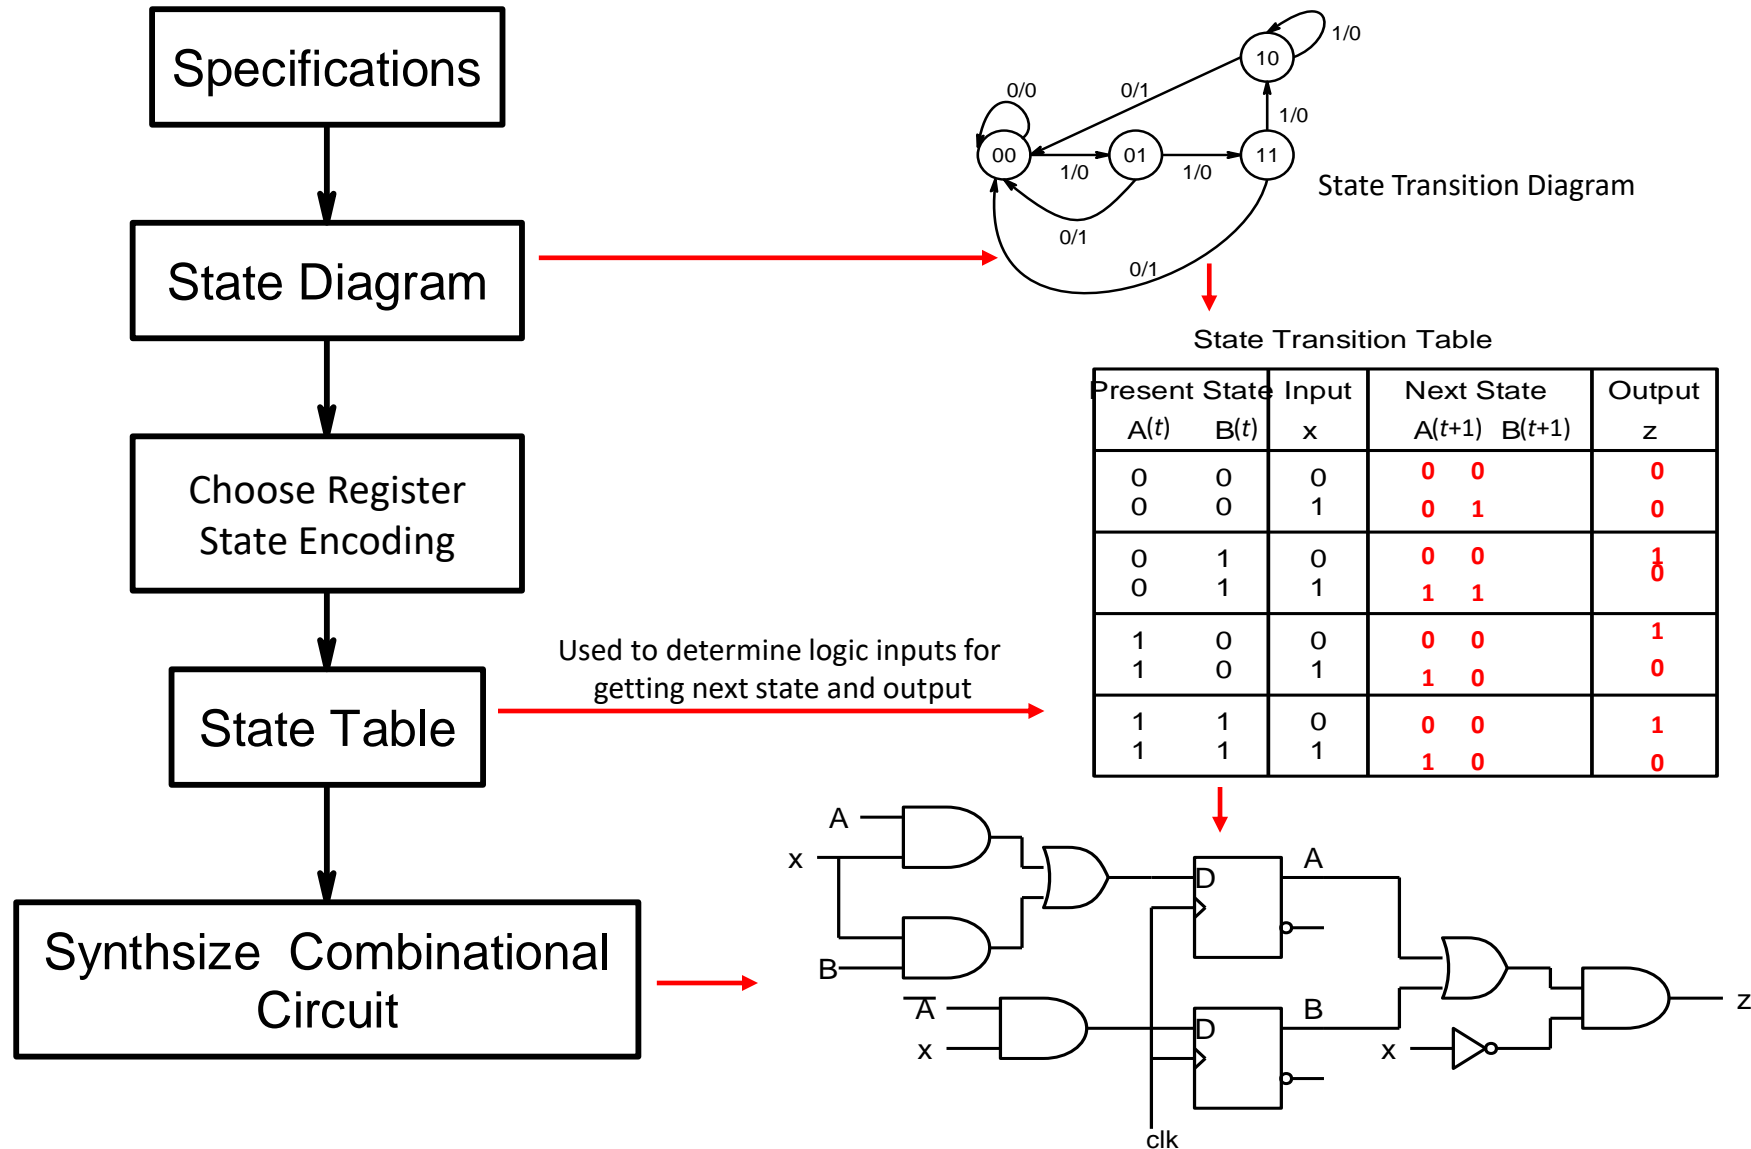 Specifications
State Diagram
Choose Register
State Encoding
State Table
Synthsize Combinational
Circuit
Used to determine logic inputs for
getting next state and output
1/0
10
0/1
0/0
1/0
00
01
11
1/0
1/0
0/1
0/1
State Transition Diagram
State Transition Table
Present State Input Next State Output
A(t) B(t) x A(t+1) B(t+1) z
0 0 0 0 0 0
0 0 1 0 1 0
0 1 0 0 0 1
0 1 1 1 1 0
1 0 0 0 0 1
1 0 1 1 0 0
1 1 0 0 0 1
1 1 1 1 0 0
A
x
B
A̅
x
D
A
D
B
x
z
clk